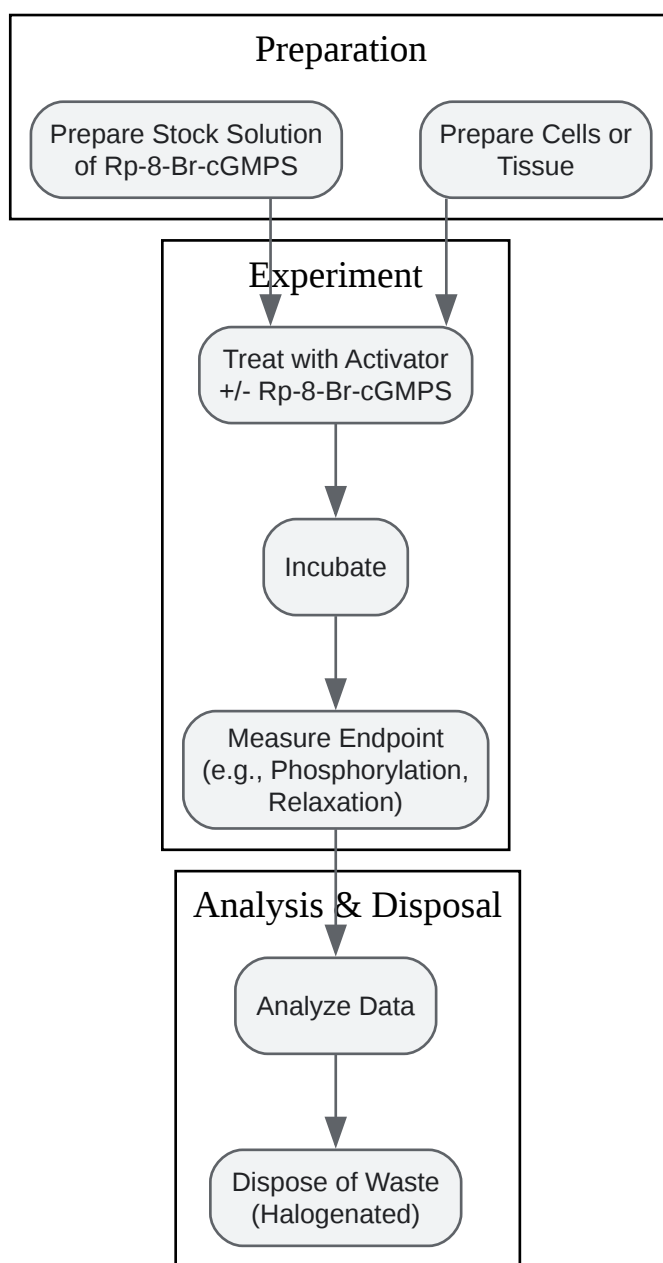 Preparation
Prepare Stock Solution
of Rp-8-Br-cGMPS
Prepare Cells or
Tissue
Experiment
Treat with Activator
+/- Rp-8-Br-cGMPS
Incubate
Measure Endpoint
(e.g., Phosphorylation,
Relaxation)
Analysis & Disposal
Analyze Data
Dispose of Waste
(Halogenated)